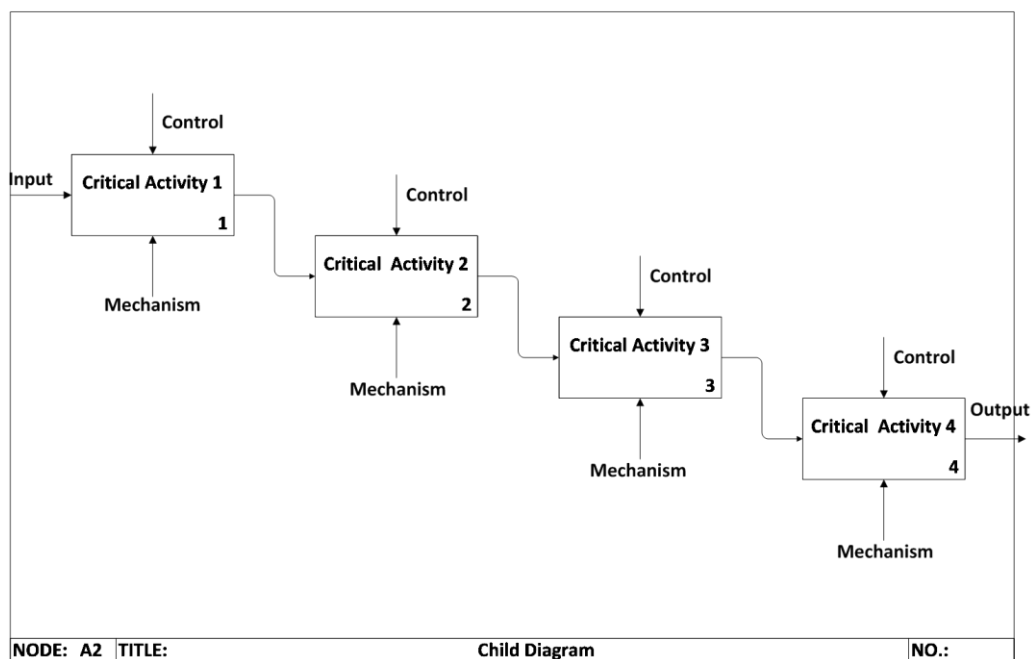 Control
Input
Critical Activity 1
1
Mechanism
Control
Critical  Activity 2
2
Mechanism
Control
Critical Activity 3
3
Mechanism
Control
Output
Critical  Activity 4
4
Mechanism
NODE: A2 TITLE: Child Diagram NO.: